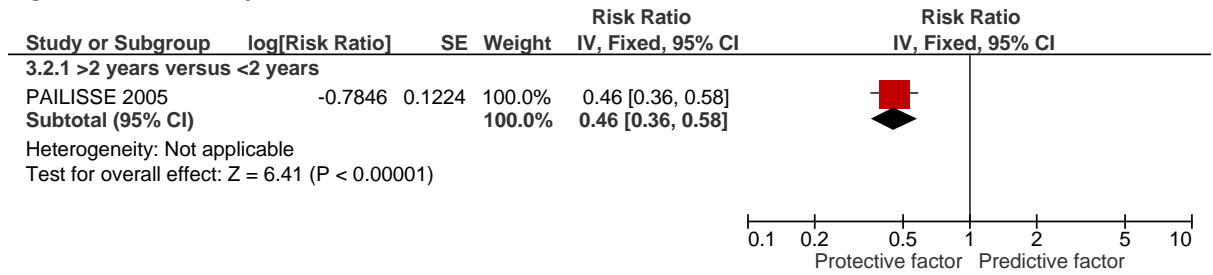 Risk Ratio Risk Ratio
Study or Subgroup log[Risk Ratio] SE Weight IV, Fixed, 95% CI IV, Fixed, 95% CI
3.2.1 >2 years versus <2 years
PAILISSE 2005 -0.7846 0.1224 100.0% 0.46 [0.36, 0.58]
Subtotal (95% CI) 100.0% 0.46 [0.36, 0.58]
Heterogeneity: Not applicable
Test for overall effect: Z = 6.41 (P < 0.00001)
0.1 0.2 0.5 1 2 5 10
Protective factor Predictive factor